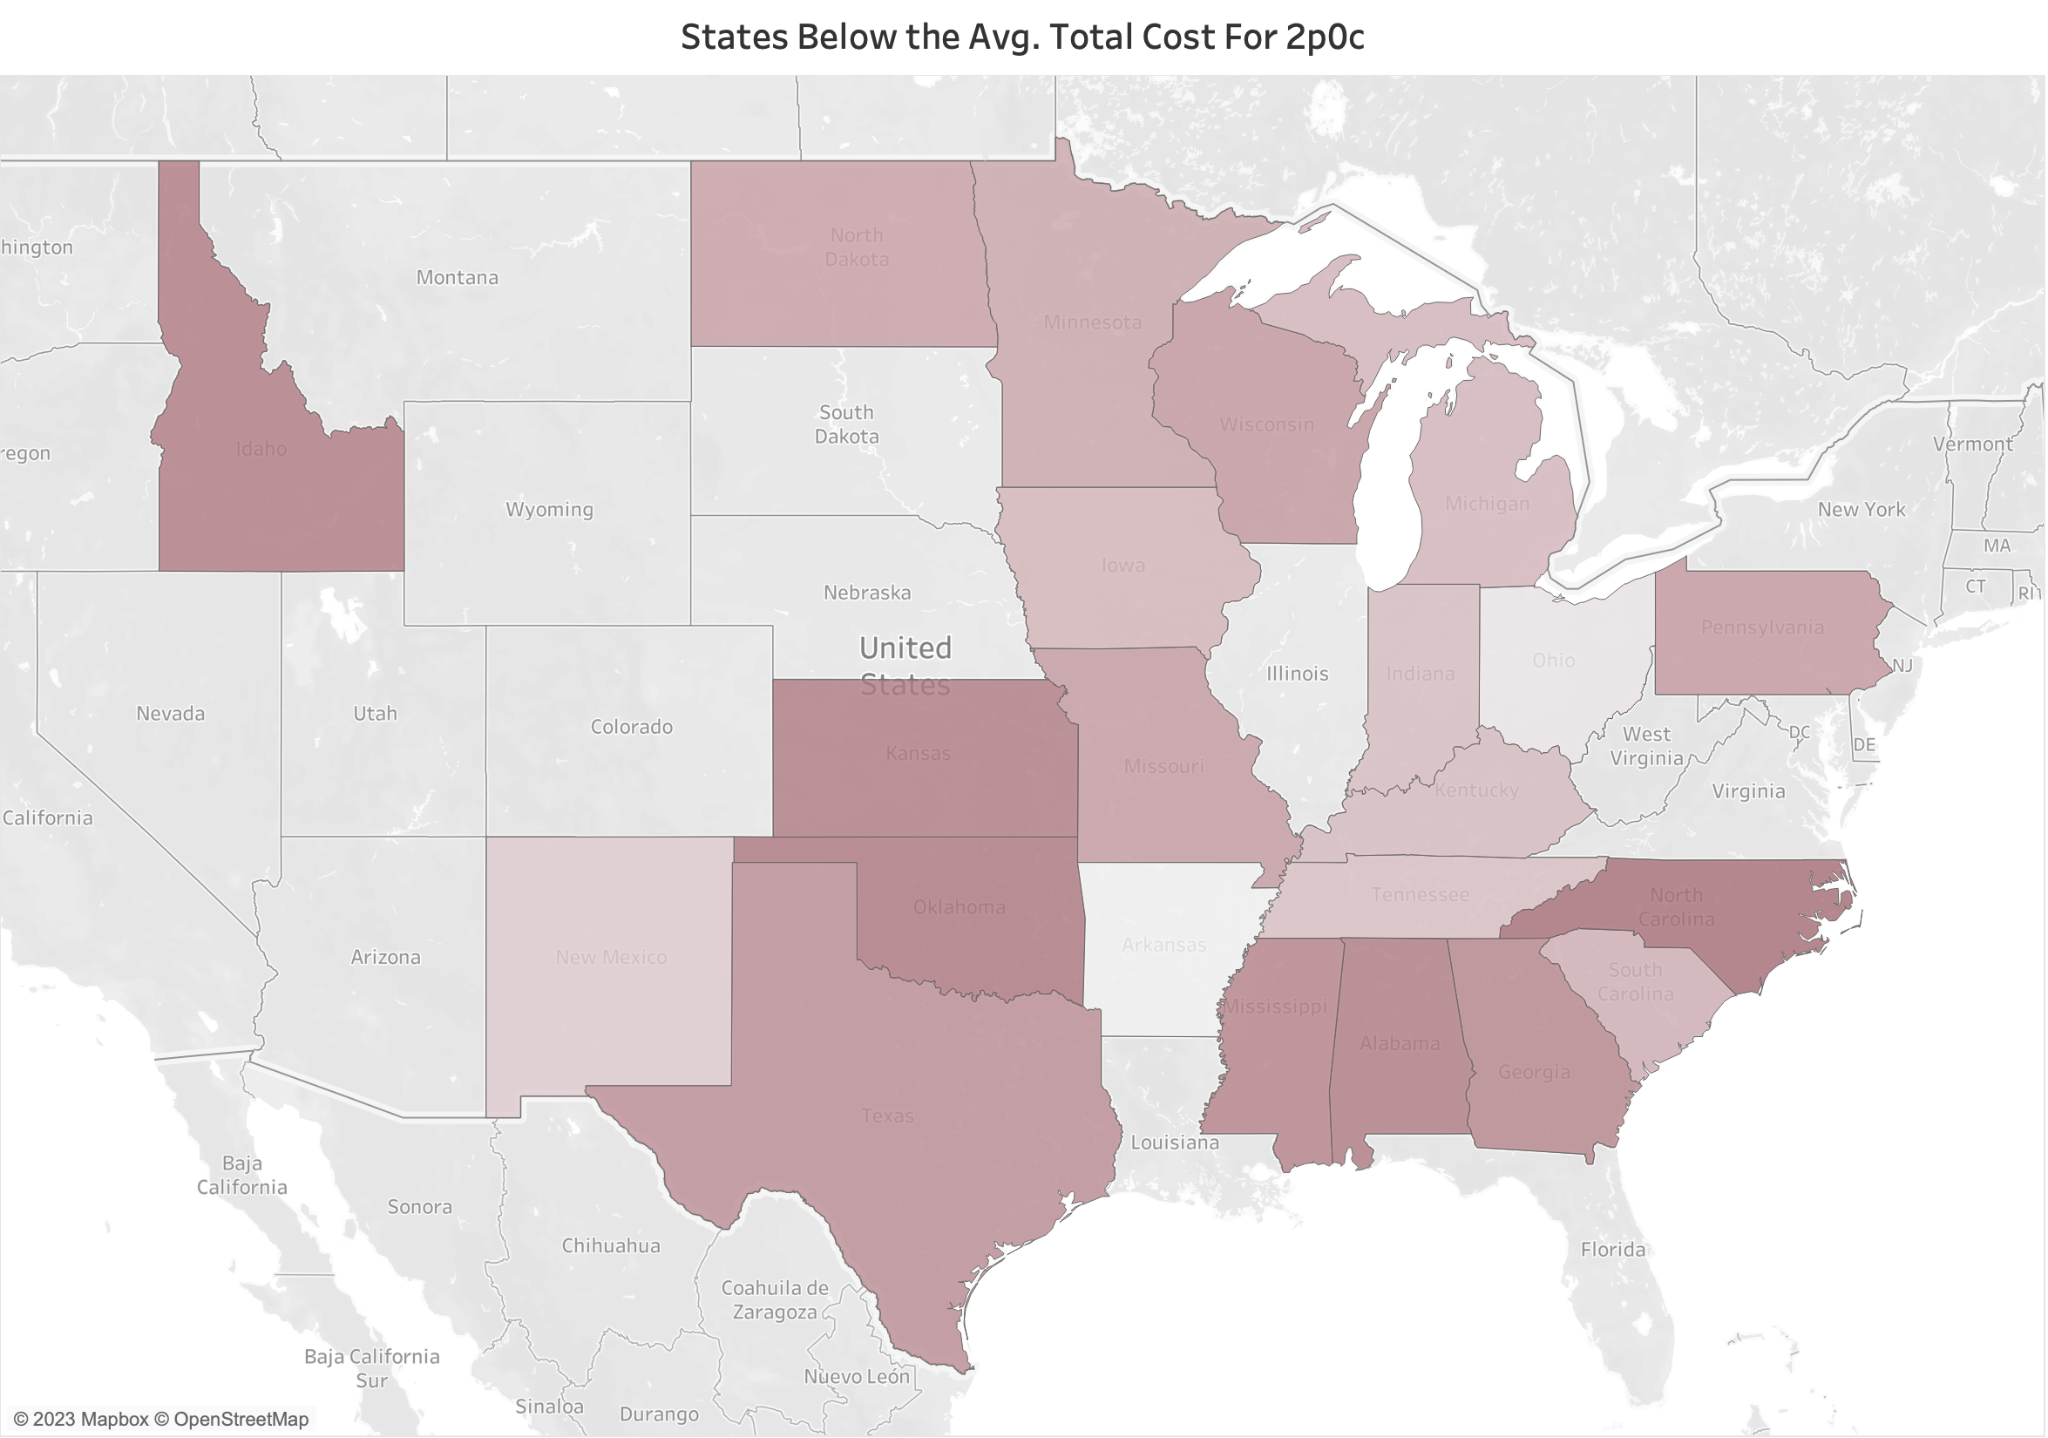 States Below the Avg. Total Cost For 2p0c
hington
Montana
North
Dakota
Minnesota
regon
Idaho
South
Dakota
Wisconsin
Vermont
Wyoming
Michigan
New York
MA
Iowa
CT
RI
Nebraska
Pennsylvania
United
States
Illinois
Indiana
Ohio
NJ
Nevada
Utah
Colorado
Kansas
Missouri
West
Virginia
DC
DE
California
Kentucky
Virginia
Tennessee
North
Carolina
Oklahoma
Arkansas
Arizona
New Mexico
South
Carolina
Mississippi
Alabama
Georgia
Texas
Louisiana
Baja
California
Sonora
Chihuahua
Florida
Coahuila de
Zaragoza
Baja California
Sur
Nuevo León
Sinaloa
Durango
© 2023 Mapbox © OpenStreetMap